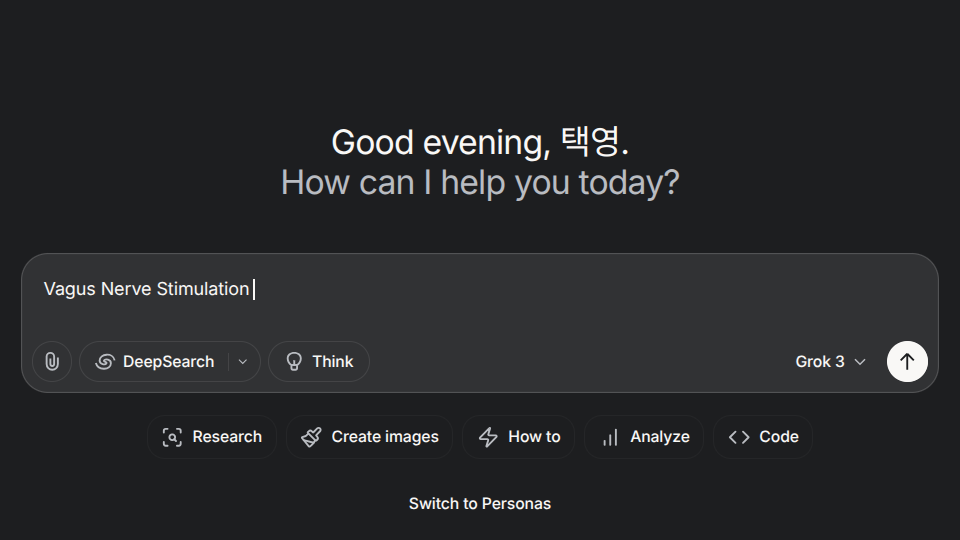 Good evening, 택영.
How can I help you today?
Vagus Nerve Stimulation
DeepSearch
Think
Grok 3
Research
Create images
How to
Analyze
Code
Switch to Personas